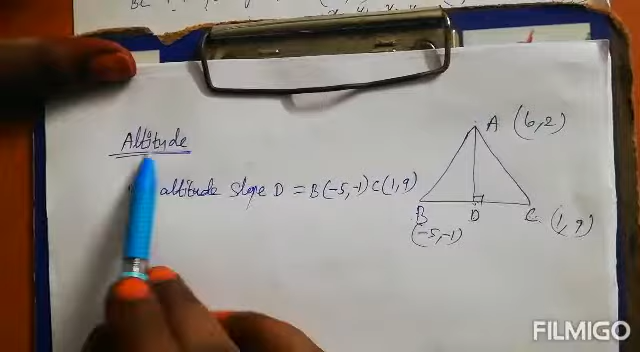 Altitude
altitude slope D = B(-5,-1) C(1,9)
A (6,2)
B D C (1,9)
(-5,-1)
FILMIGO